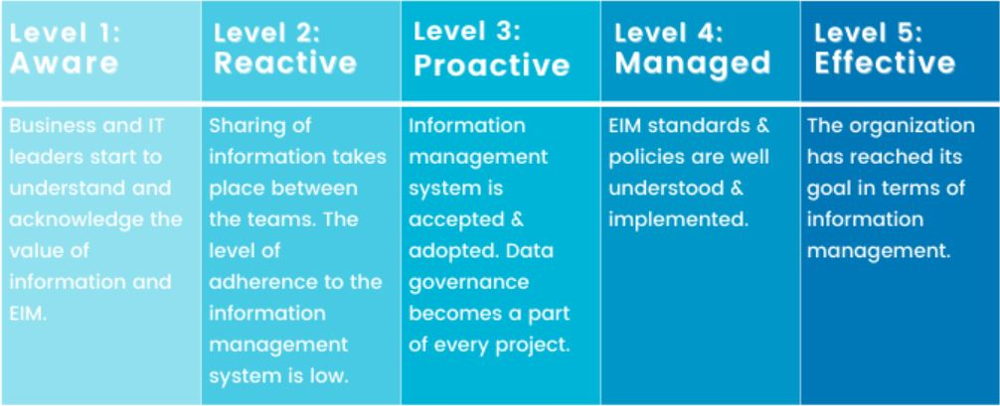 Level 1:
Aware
Level 2:
Reactive
Level 3:
Proactive
Level 4:
Managed
Level 5:
Effective
Business and IT
leaders start to
understand and
acknowledge the
value of
information and
EIM.
Sharing of
information takes
place between
the teams. The
level of
adherence to the
information
management
system is low.
Information
management
system is
accepted &
adopted. Data
governance
becomes a part
of every project.
EIM standards &
policies are well
understood &
implemented.
The organization
has reached its
goal in terms of
information
management.